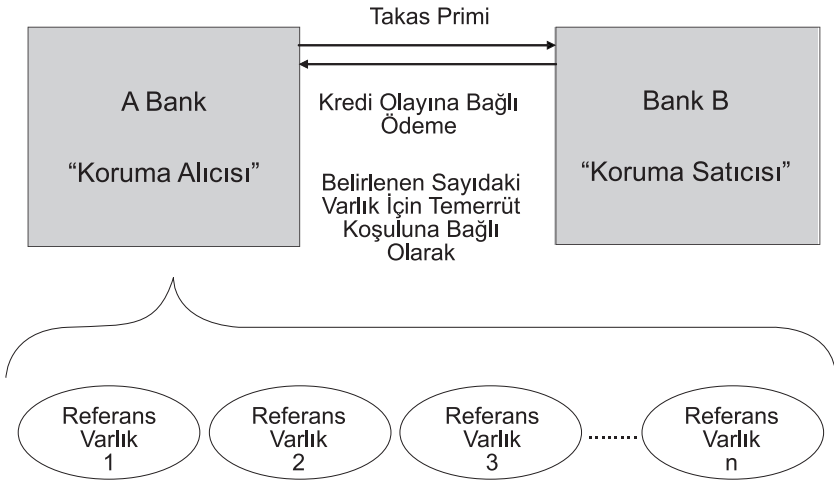 Takas Primi
A Bank
“Koruma Alıcısı”
Kredi Olayına Bağlı
Ödeme
Belirlenen Sayıdaki
Varlık İçin Temerrüt
Koşuluna Bağlı
Olarak
Bank B
“Koruma Satıcısı”
Referans
Varlık
1
Referans
Varlık
2
Referans
Varlık
3
........
Referans
Varlık
n